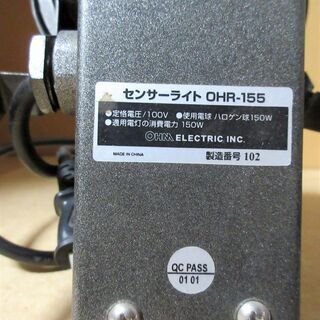 センサーライト OHR-155
●定格電圧/100V ●使用電球 ハロゲン球150W
●適用電灯の消費電力 150W
OHM ELECTRIC INC.
MADE IN CHINA
製造番号 102
QC PASS
01 01